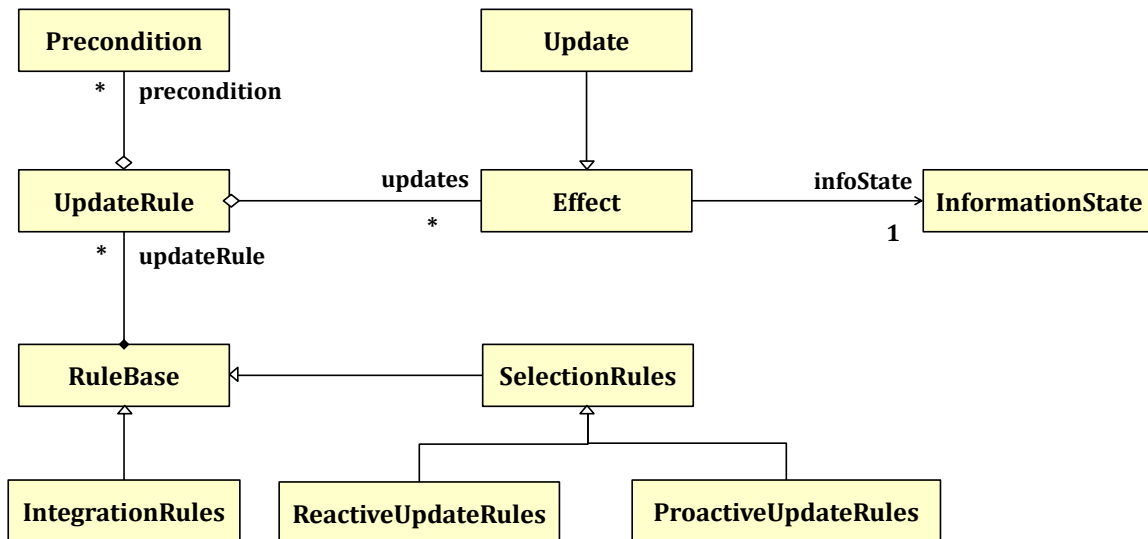 Precondition
Update
* precondition
UpdateRule
updates
*
Effect
infoState
1
InformationState
* updateRule
RuleBase
SelectionRules
IntegrationRules
ReactiveUpdateRules
ProactiveUpdateRules